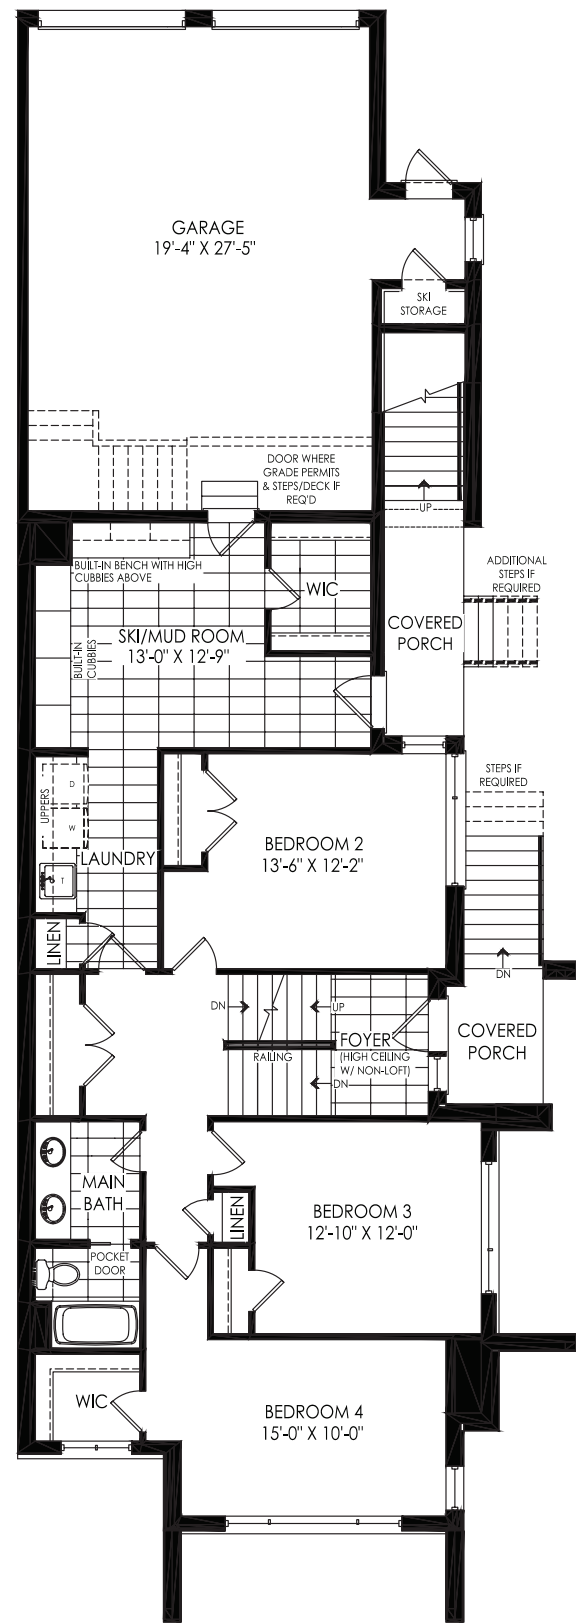 GARAGE
19'-4" X 27'-5"
SKI
STORAGE
DOOR WHERE
GRADE PERMITS
& STEPS/DECK IF
REQ'D
UP
BUILT-IN BENCH WITH HIGH
CUBBIES ABOVE
WIC
ADDITIONAL
STEPS IF
REQUIRED
COVERED
PORCH
SKI/MUD ROOM
13'-0" X 12'-9"
BUILT-IN
CUBBIES
STEPS IF
REQUIRED
UPPERS
D
W
T
LAUNDRY
BEDROOM 2
13'-6" X 12'-2"
LINEN
DN
DN
UP
FOYER
(HIGH CEILING
W/ NON-LOFT)
RAILING
DN
COVERED
PORCH
MAIN
BATH
LINEN
BEDROOM 3
12'-10" X 12'-0"
POCKET
DOOR
WIC
BEDROOM 4
15'-0" X 10'-0"